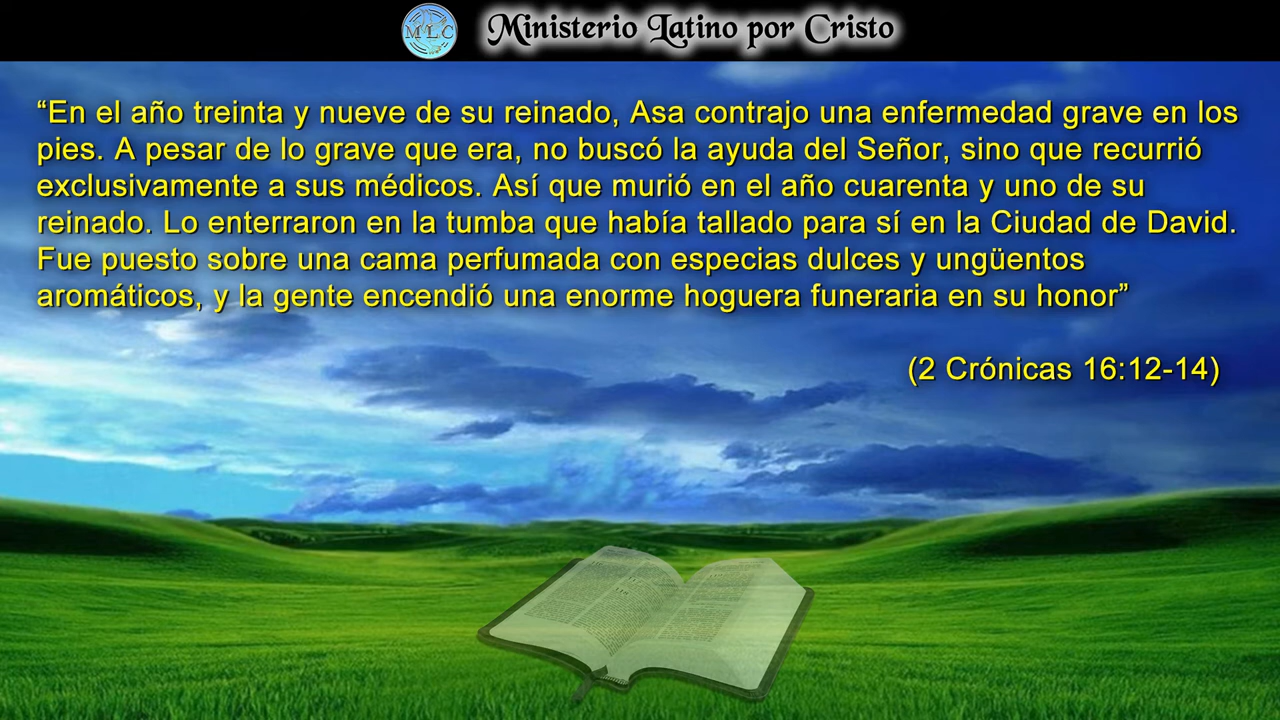 MLC
Ministerio Latino por Cristo
“En el año treinta y nueve de su reinado, Asa contrajo una enfermedad grave en los
pies. A pesar de lo grave que era, no buscó la ayuda del Señor, sino que recurrió
exclusivamente a sus médicos. Así que murió en el año cuarenta y uno de su
reinado. Lo enterraron en la tumba que había tallado para sí en la Ciudad de David.
Fue puesto sobre una cama perfumada con especias dulces y ungüentos
aromáticos, y la gente encendió una enorme hoguera funeraria en su honor”
(2 Crónicas 16:12-14)